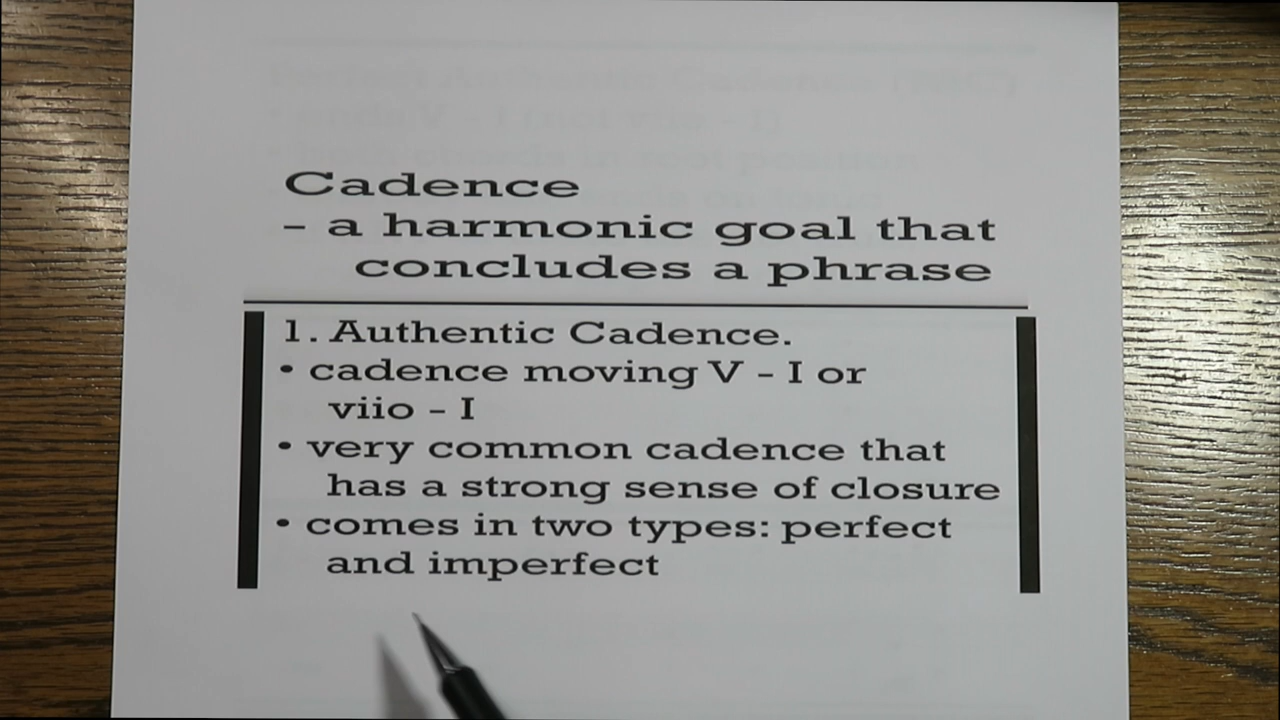 Cadence
– a harmonic goal that
concludes a phrase
1. Authentic Cadence.
• cadence moving V – I or
viio – I
• very common cadence that
has a strong sense of closure
• comes in two types: perfect
and imperfect